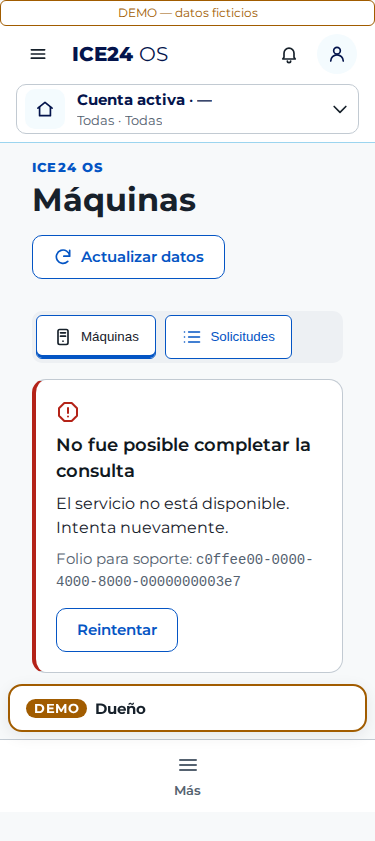 DEMO — datos ficticios
ICE24 OS
Cuenta activa · —
Todas · Todas
ICE24 OS
Máquinas
Actualizar datos
Máquinas
Solicitudes
No fue posible completar la
consulta
El servicio no está disponible.
Intenta nuevamente.
Folio para soporte: c0ffee00-0000-
4000-8000-0000000003e7
Reintentar
DEMO Dueño
Más